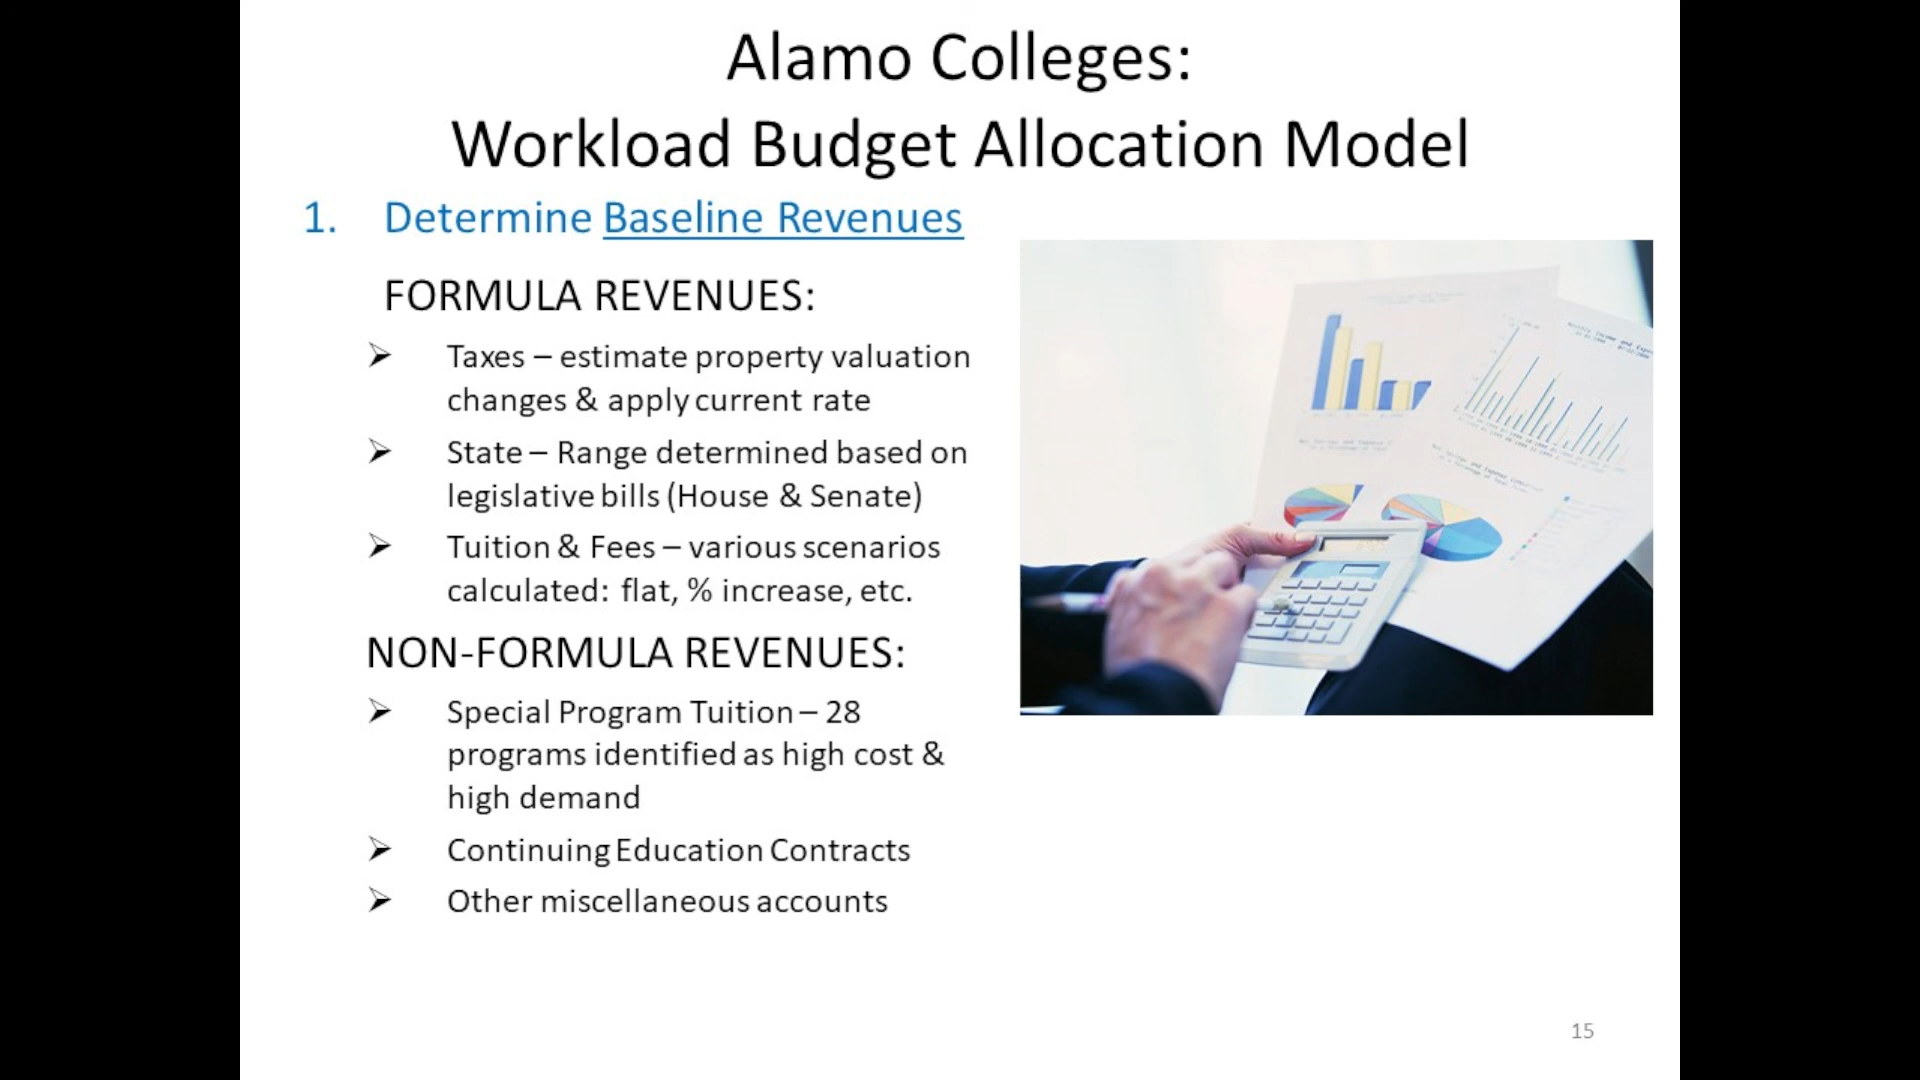 Alamo Colleges:
Workload Budget Allocation Model
1. Determine Baseline Revenues
FORMULA REVENUES:
➢ Taxes – estimate property valuation
changes & apply current rate
➢ State – Range determined based on
legislative bills (House & Senate)
➢ Tuition & Fees – various scenarios
calculated: flat, % increase, etc.
NON-FORMULA REVENUES:
➢ Special Program Tuition – 28
programs identified as high cost &
high demand
➢ Continuing Education Contracts
➢ Other miscellaneous accounts
15